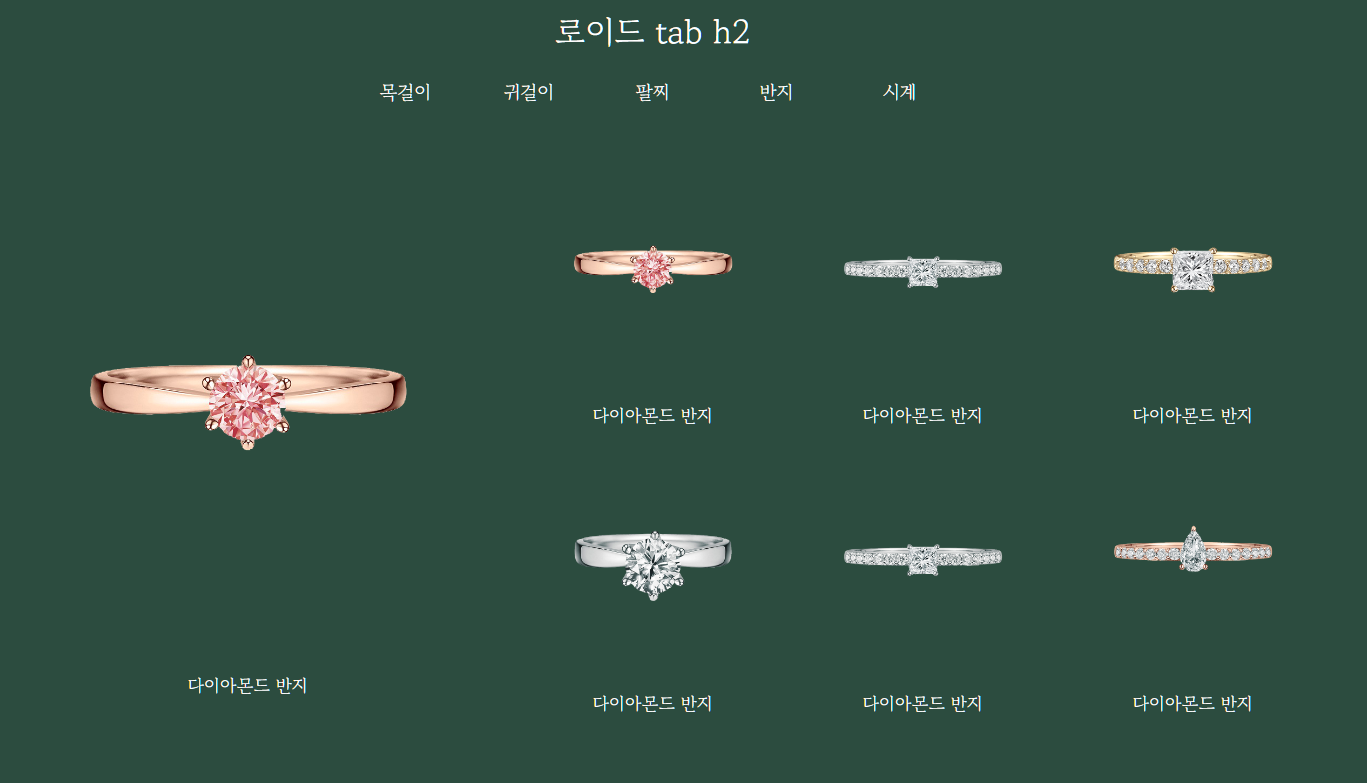 로이드 tab h2
목걸이 귀걸이 팔찌 반지 시계
다이아몬드 반지 다이아몬드 반지 다이아몬드 반지
다이아몬드 반지
다이아몬드 반지 다이아몬드 반지 다이아몬드 반지